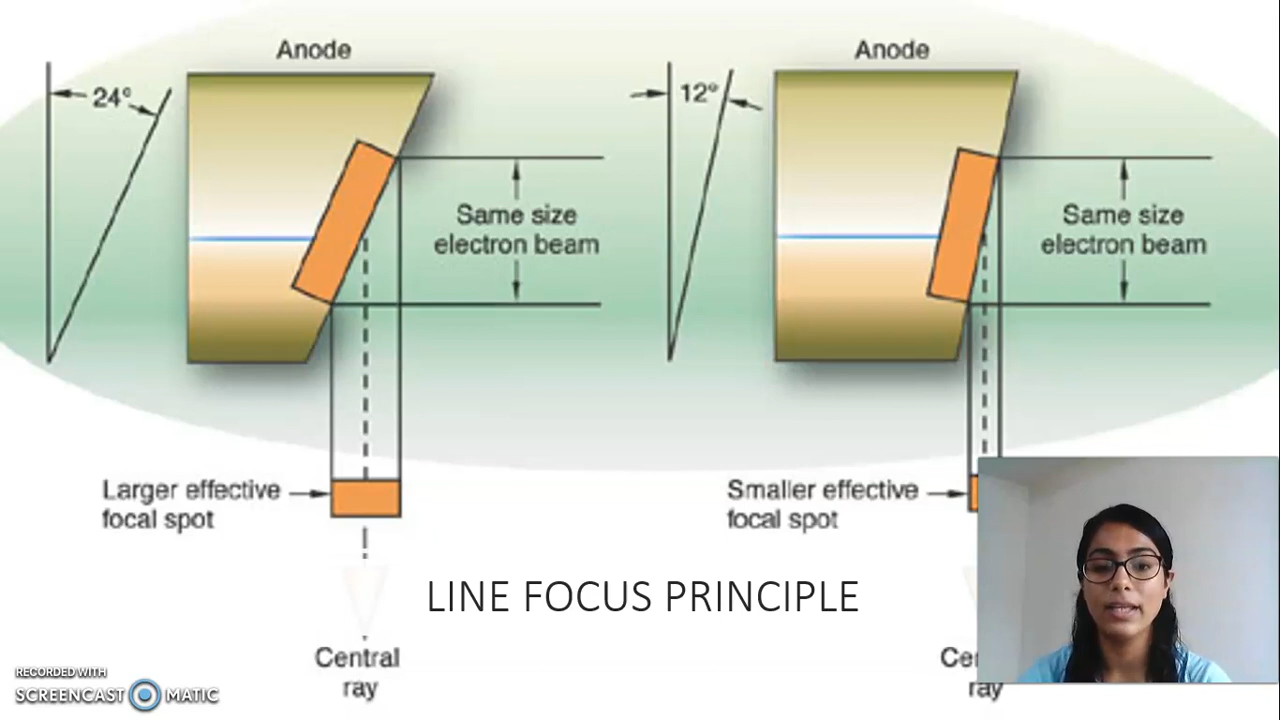 Anode
Anode
24°
12°
Same size
electron beam
Same size
electron beam
Larger effective
focal spot
Smaller effective
focal spot
LINE FOCUS PRINCIPLE
Central
ray
ray
RECORDED WITH
SCREENCAST MATIC